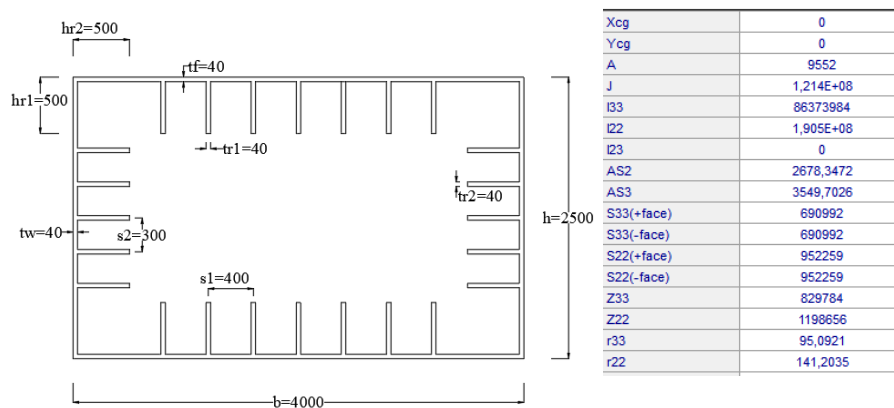 hr2=500
tf=40
hr1=500
tr1=40
tr2=40
h=2500
tw=40
s2=300
s1=400
b=4000
Xcg 0
Ycg 0
A 9552
J 1,214E+08
I33 86373984
I22 1,905E+08
I23 0
AS2 2678,3472
AS3 3549,7026
S33(+face) 690992
S33(-face) 690992
S22(+face) 952259
S22(-face) 952259
Z33 829784
Z22 1198656
r33 95,0921
r22 141,2035